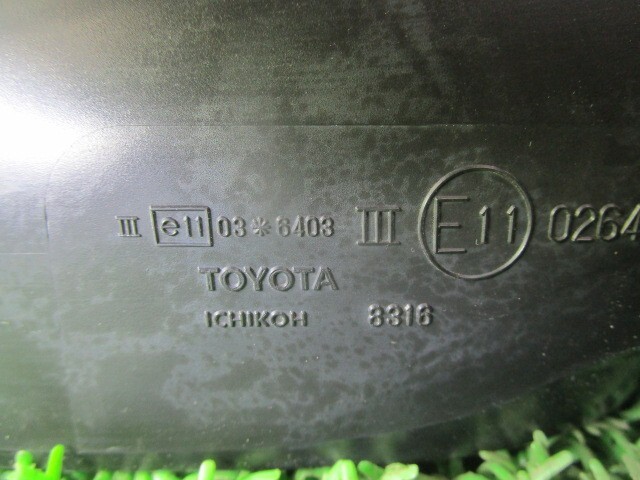 III e11 03*6403 III E11 0264
TOYOTA
ICHIKOH 8316